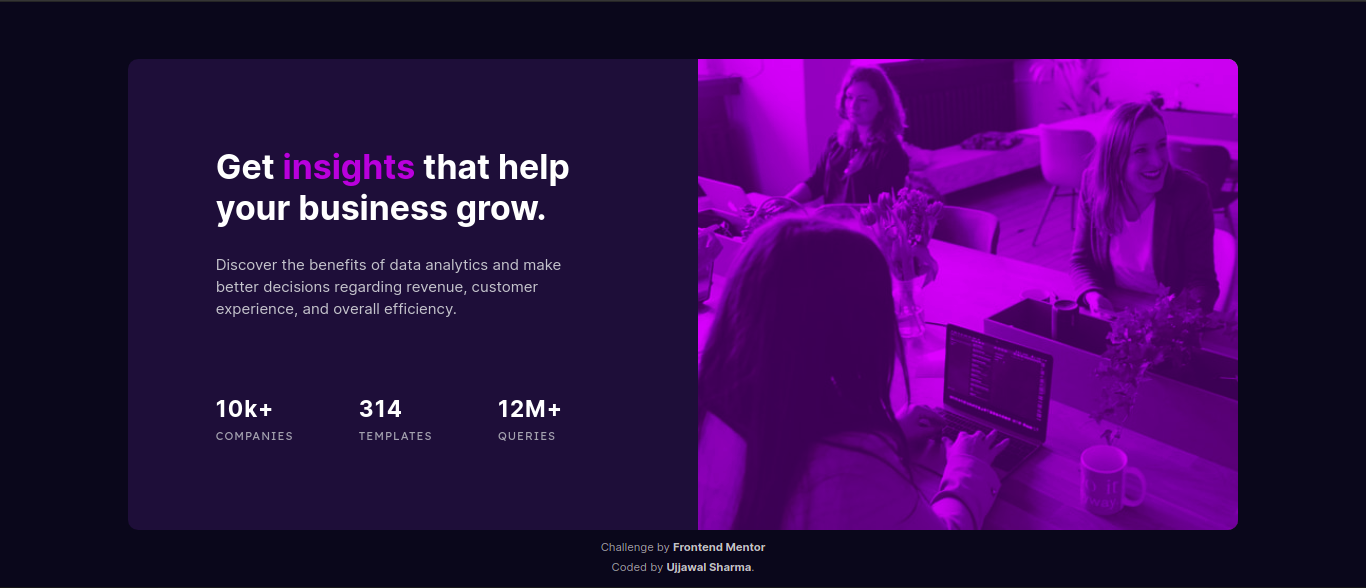 Get insights that help
your business grow.
Discover the benefits of data analytics and make
better decisions regarding revenue, customer
experience, and overall efficiency.
10k+
314
12M+
COMPANIES
TEMPLATES
QUERIES
Challenge by Frontend Mentor
Coded by Ujjawal Sharma.